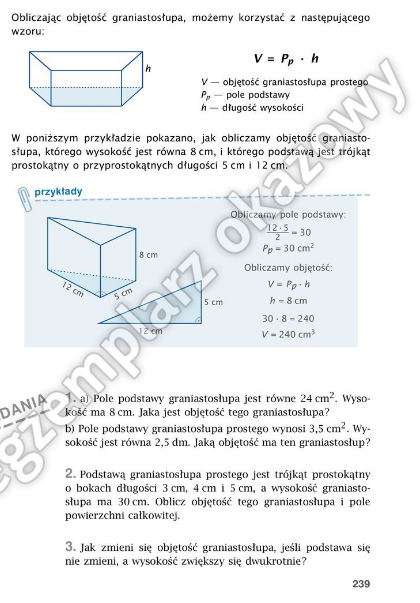 Obliczając objętość graniastosłupa, możemy korzystać z następującego
wzoru:
h
V = Pp · h
V — objętość graniastosłupa prostego
Pp — pole podstawy
h — długość wysokości
W poniższym przykładzie pokazano, jak obliczamy objętość graniasto-
słupa, którego wysokość jest równa 8 cm, i którego podstawą jest trójkąt
prostokątny o przyprostokątnych długości 5 cm i 12 cm.
przykłady
8 cm
12 cm
5 cm
5 cm
12 cm
Obliczamy pole podstawy:
12 · 5 / 2 = 30
Pp = 30 cm²
Obliczamy objętość:
V = Pp · h
h = 8 cm
30 · 8 = 240
V = 240 cm³
DANIA
1. a) Pole podstawy graniastosłupa jest równe 24 cm². Wyso-
kość ma 8 cm. Jaka jest objętość tego graniastosłupa?
b) Pole podstawy graniastosłupa prostego wynosi 3,5 cm². Wy-
sokość jest równa 2,5 dm. Jaką objętość ma ten graniastosłup?
2. Podstawą graniastosłupa prostego jest trójkąt prostokątny
o bokach długości 3 cm, 4 cm i 5 cm, a wysokość graniasto-
słupa ma 30 cm. Oblicz objętość tego graniastosłupa i pole
powierzchni całkowitej.
3. Jak zmieni się objętość graniastosłupa, jeśli podstawa się
nie zmieni, a wysokość zwiększy się dwukrotnie?
239
egzemplarz okazowy